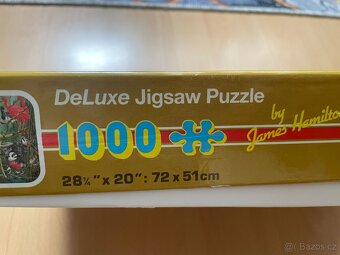 DeLuxe Jigsaw Puzzle
1000
by
James Hamilton
28¼" x 20" : 72 x 51cm
© Bazos.cz